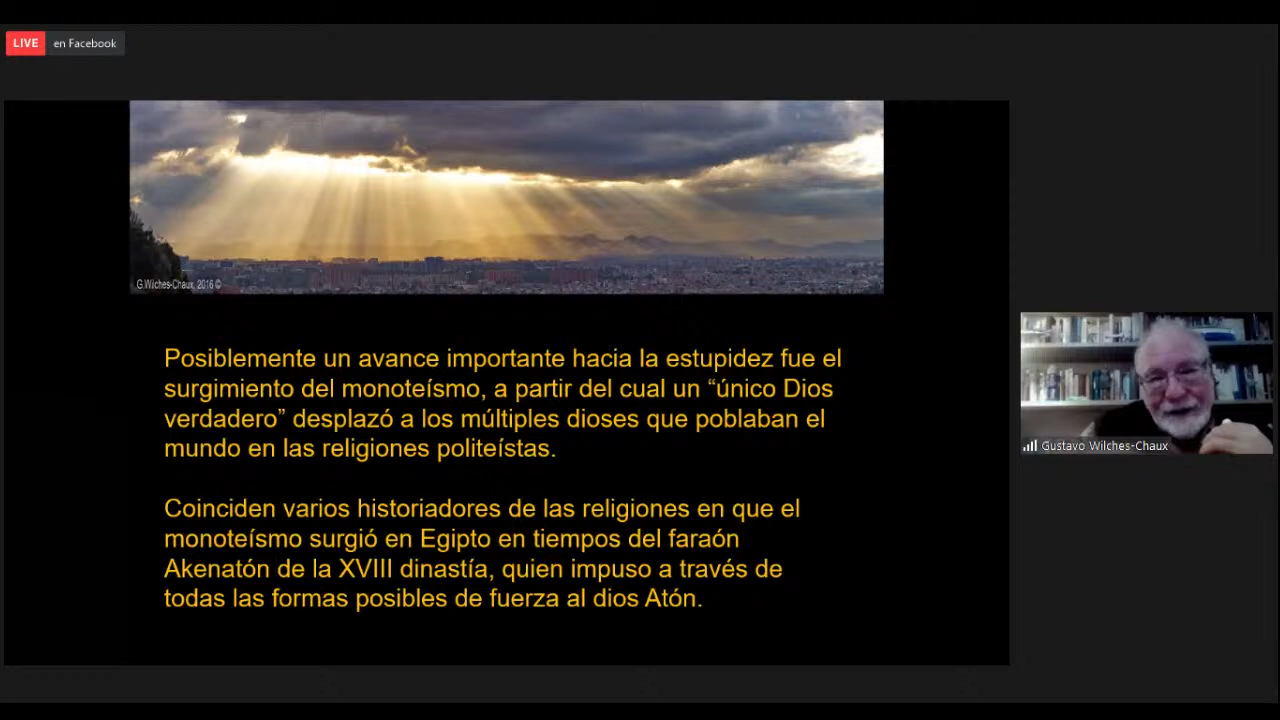 LIVE en Facebook
G.Wilches-Chaux, 2016 ©
Posiblemente un avance importante hacia la estupidez fue el
surgimiento del monoteísmo, a partir del cual un “único Dios
verdadero” desplazó a los múltiples dioses que poblaban el
mundo en las religiones politeístas.
Coinciden varios historiadores de las religiones en que el
monoteísmo surgió en Egipto en tiempos del faraón
Akenatón de la XVIII dinastía, quien impuso a través de
todas las formas posibles de fuerza al dios Atón.
Gustavo Wilches-Chaux